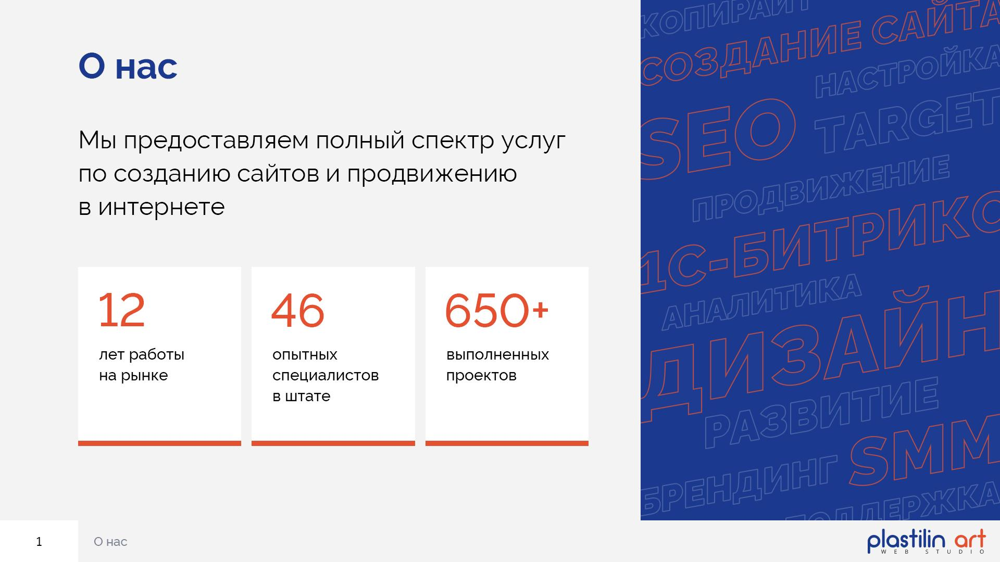 О нас
Мы предоставляем полный спектр услуг
по созданию сайтов и продвижению
в интернете
12
лет работы
на рынке
46
опытных
специалистов
в штате
650+
выполненных
проектов
КОПИРАЙТ
СОЗДАНИЕ САЙТА
НАСТРОЙКА
SEO
TARGET
ПРОДВИЖЕНИЕ
1С-БИТРИКС
АНАЛИТИКА
ДИЗАЙН
РАЗВИТИЕ
SMM
БРЕНДИНГ
ПОДДЕРЖКА
1
О нас
plastilin art
WEB STUDIO